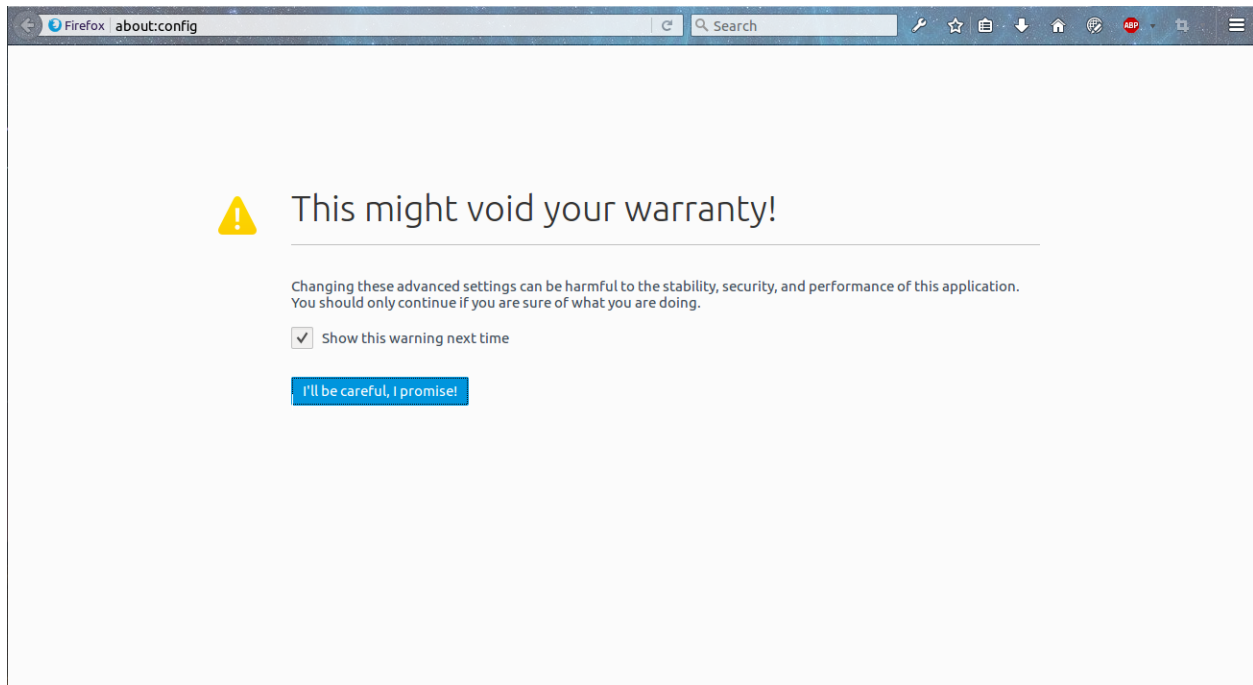 Firefox about:config Search ABP
This might void your warranty!
Changing these advanced settings can be harmful to the stability, security, and performance of this application.
You should only continue if you are sure of what you are doing.
Show this warning next time
I'll be careful, I promise!